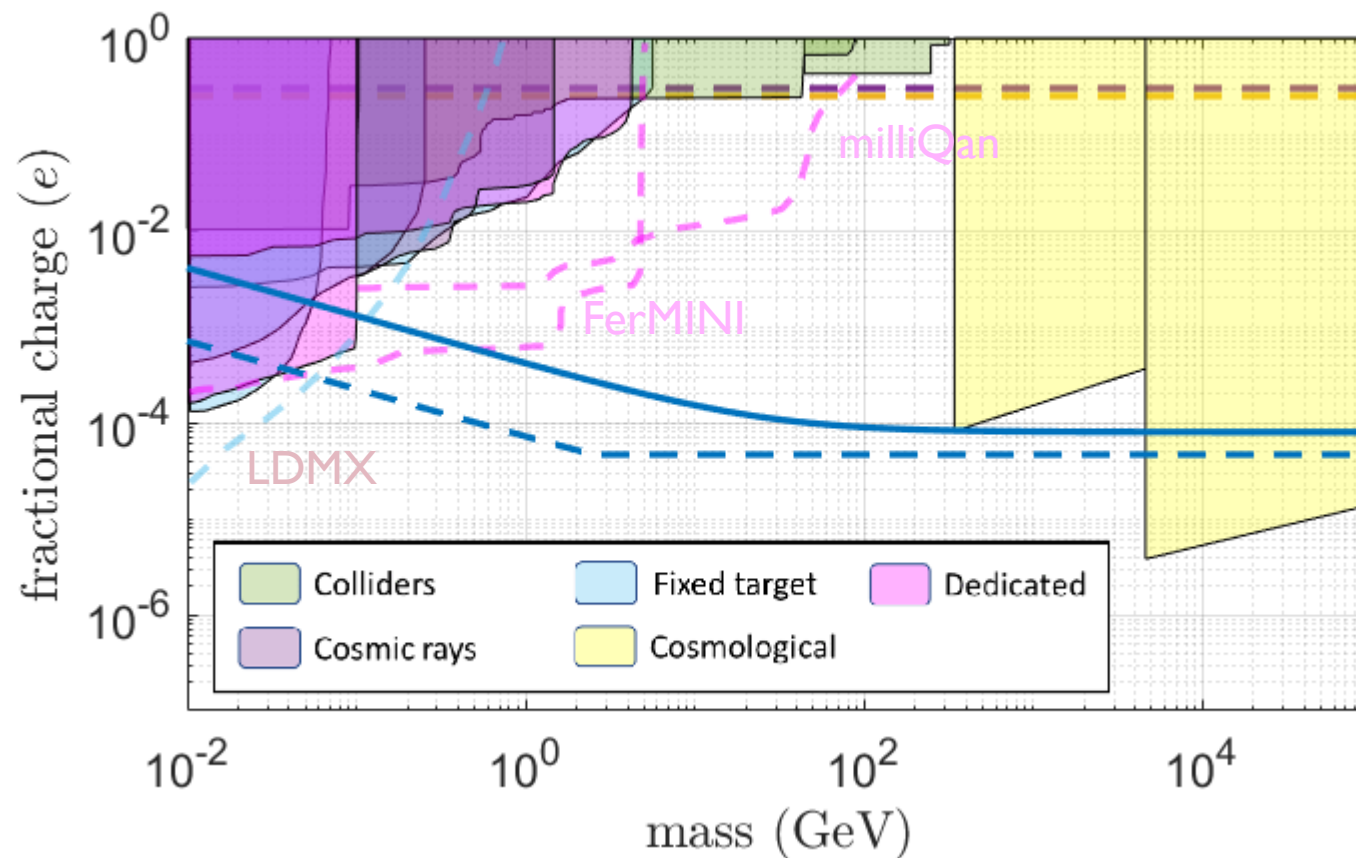 fractional charge (e)
10^0
10^-2
10^-4
10^-6
milliQan
FerMINI
LDMX
Colliders
Fixed target
Dedicated
Cosmic rays
Cosmological
10^-2
10^0
10^2
10^4
mass (GeV)